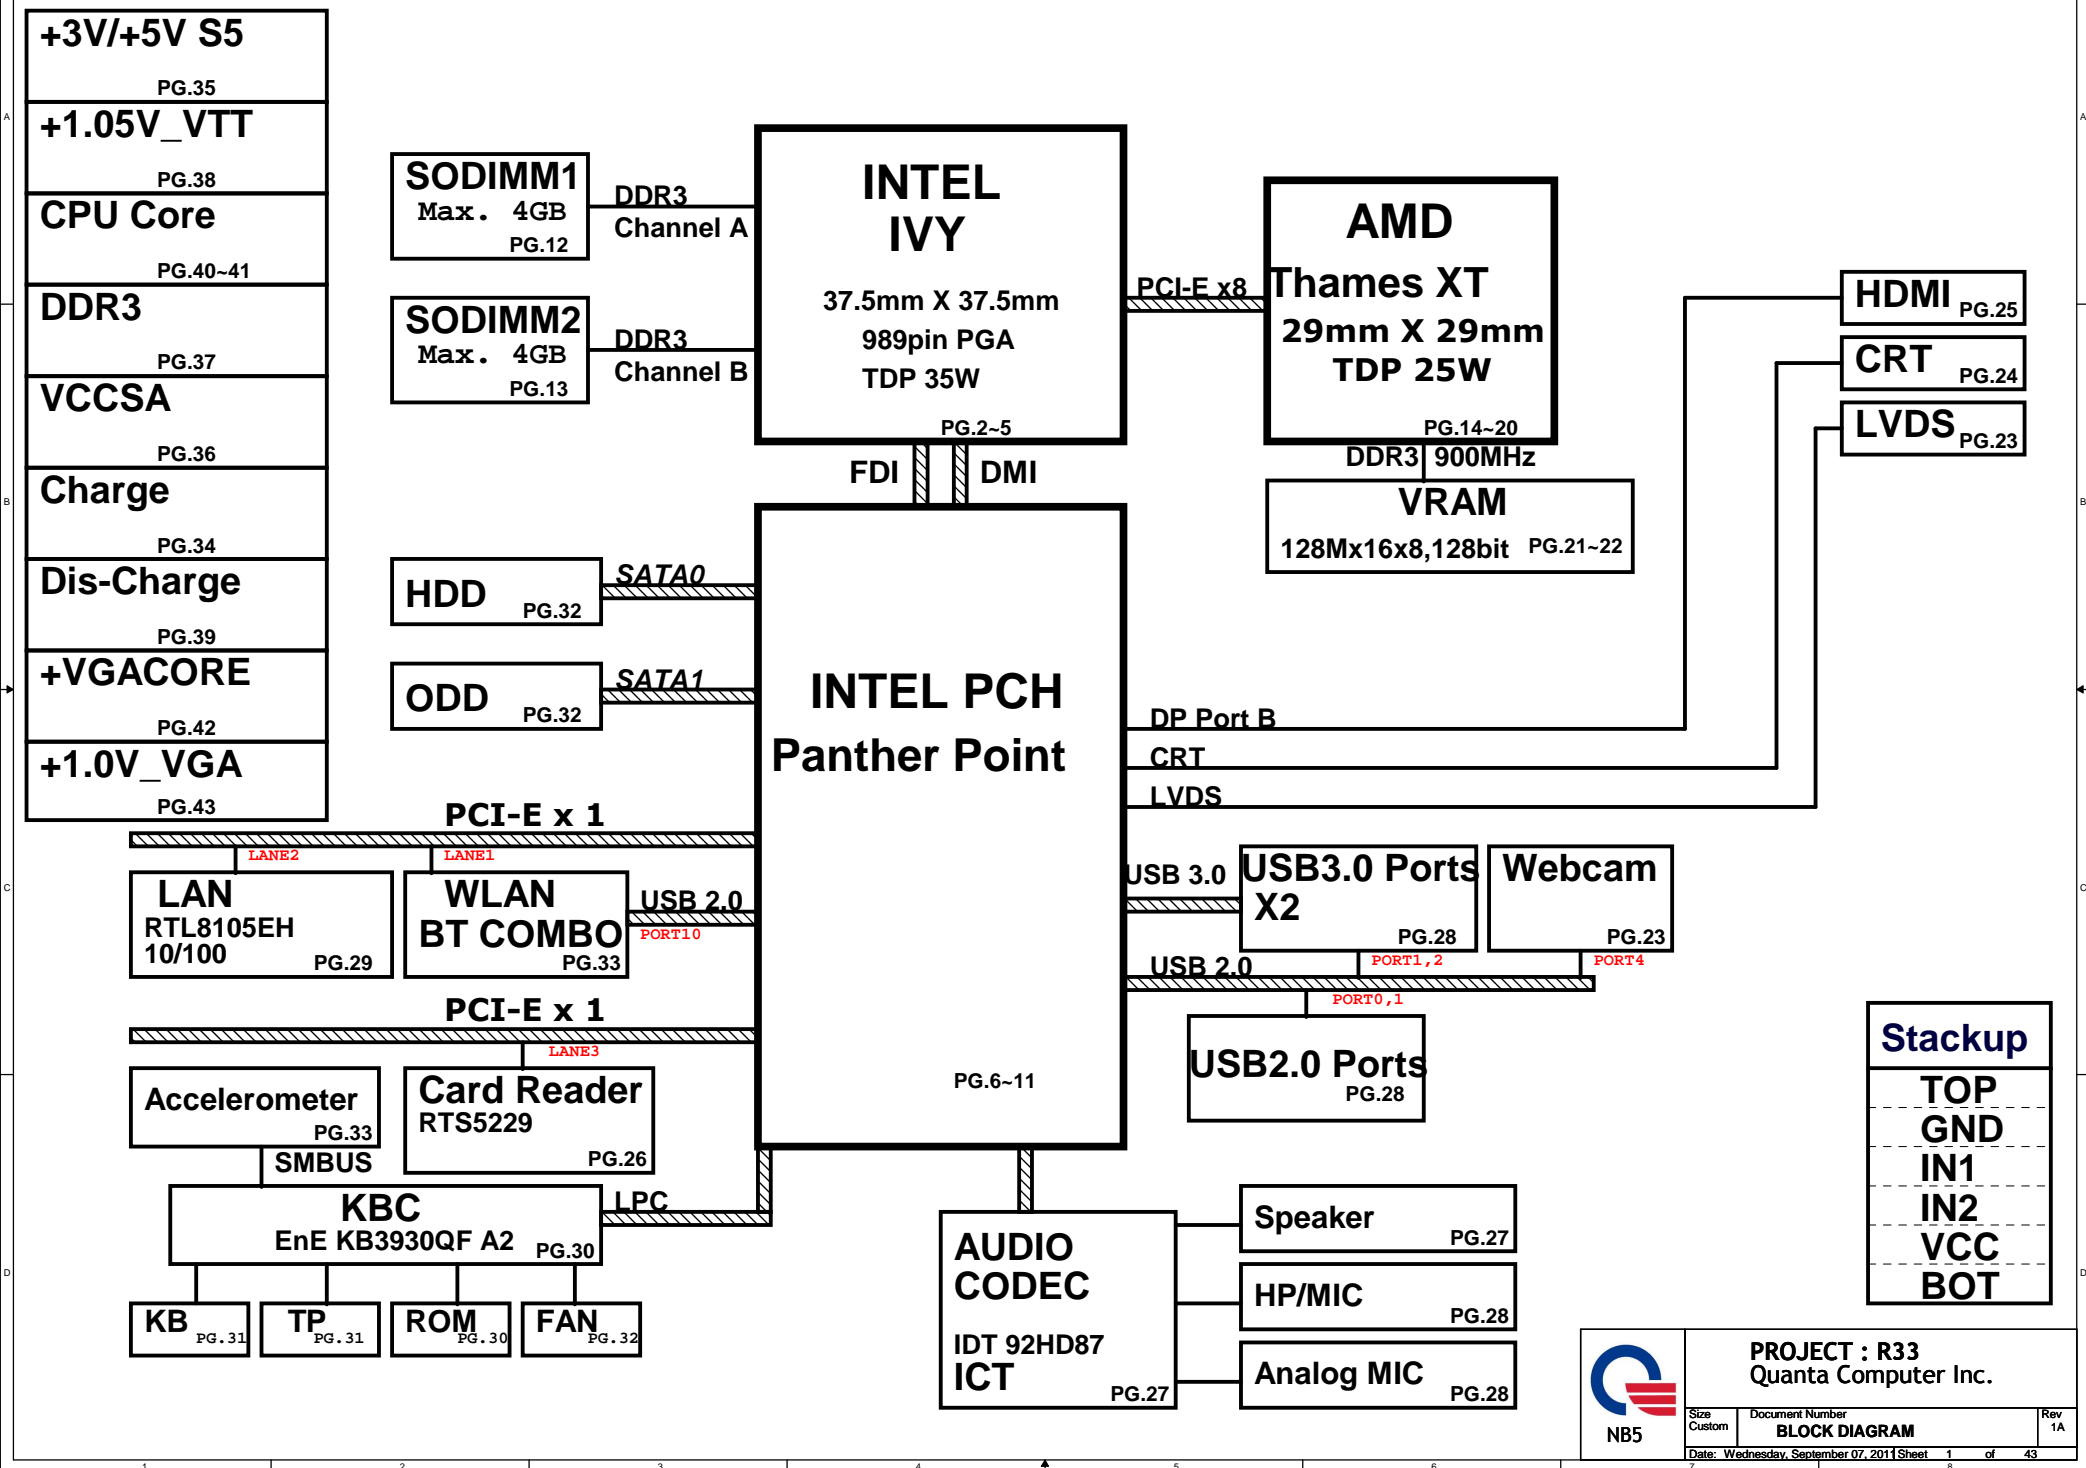 +3V/+5V S5
PG.35
+1.05V_VTT
PG.38
CPU Core
PG.40~41
DDR3
PG.37
VCCSA
PG.36
Charge
PG.34
Dis-Charge
PG.39
+VGACORE
PG.42
+1.0V_VGA
PG.43
SODIMM1
Max. 4GB
PG.12
DDR3
Channel A
SODIMM2
Max. 4GB
PG.13
DDR3
Channel B
INTEL
IVY
37.5mm X 37.5mm
989pin PGA
TDP 35W
PG.2~5
PCI-E x8
AMD
Thames XT
29mm X 29mm
TDP 25W
PG.14~20
DDR3 900MHz
VRAM
128Mx16x8,128bit PG.21~22
HDMI PG.25
CRT PG.24
LVDS PG.23
FDI
DMI
HDD PG.32
SATA0
ODD PG.32
SATA1
INTEL PCH
Panther Point
PG.6~11
DP Port B
CRT
LVDS
PCI-E x 1
LANE2
LANE1
LAN
RTL8105EH
10/100
PG.29
WLAN
BT COMBO
PG.33
USB 2.0
PORT10
USB 3.0
USB3.0 Ports
X2
PG.28
Webcam
PG.23
PORT1,2
PORT4
USB 2.0
PORT0,1
USB2.0 Ports
PG.28
PCI-E x 1
LANE3
Accelerometer
PG.33
SMBUS
Card Reader
RTS5229
PG.26
KBC
EnE KB3930QF A2 PG.30
LPC
KB PG.31
TP PG.31
ROM PG.30
FAN PG.32
AUDIO
CODEC
IDT 92HD87
ICT
PG.27
Speaker
PG.27
HP/MIC
PG.28
Analog MIC
PG.28
Stackup
TOP
GND
IN1
IN2
VCC
BOT
NB5
PROJECT : R33
Quanta Computer Inc.
Size
Custom
Document Number
BLOCK DIAGRAM
Rev
1A
Date: Wednesday, September 07, 2011 Sheet 1 of 43
A
B
C
D
A
B
C
D
1 2 3 4 5 6 7 8